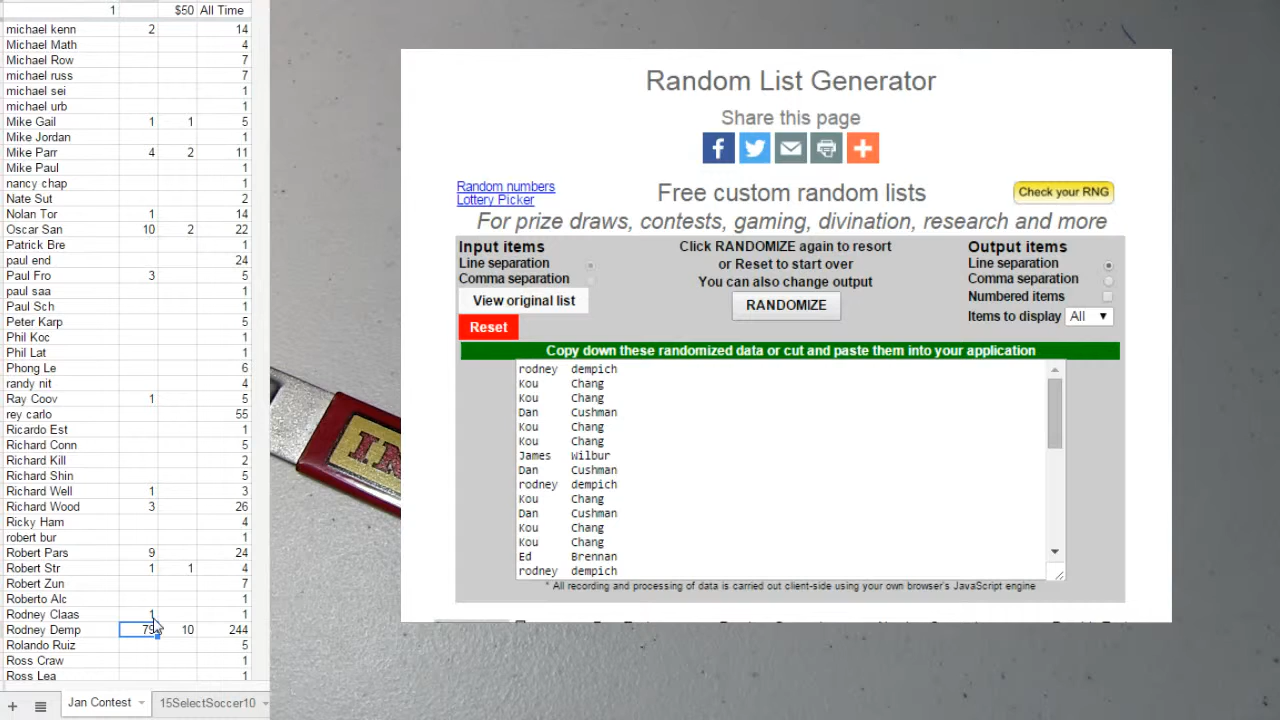 1 $50 All Time
michael kenn 2 14
Michael Math 4
Michael Row 7
michael russ 7
michael sei 1
michael urb 1
Mike Gail 1 1 5
Mike Jordan 1
Mike Parr 4 2 11
Mike Paul 1
nancy chap 1
Nate Sut 2
Nolan Tor 1 14
Oscar San 10 2 22
Patrick Bre 1
paul end 24
Paul Fro 3 5
paul saa 1
Paul Sch 1
Peter Karp 5
Phil Koc 1
Phil Lat 1
Phong Le 6
randy nit 4
Ray Coov 1 5
rey carlo 55
Ricardo Est 1
Richard Conn 5
Richard Kill 2
Richard Shin 5
Richard Well 1 3
Richard Wood 3 26
Ricky Ham 4
robert bur 1
Robert Pars 9 24
Robert Str 1 1 4
Robert Zun 7
Roberto Alc 1
Rodney Claas 1 1
Rodney Demp 79 10 244
Rolando Ruiz 5
Ross Craw 1
Ross Lea 1
Jan Contest 15SelectSoccer10
Random List Generator
Share this page
Random numbers
Lottery Picker
Free custom random lists
Check your RNG
For prize draws, contests, gaming, divination, research and more
Input items
Line separation
Comma separation
View original list
Reset
Click RANDOMIZE again to resort
or Reset to start over
You can also change output
RANDOMIZE
Output items
Line separation
Comma separation
Numbered items
Items to display All
Copy down these randomized data or cut and paste them into your application
rodney dempich
Kou Chang
Kou Chang
Dan Cushman
Kou Chang
Kou Chang
James Wilbur
Dan Cushman
rodney dempich
Kou Chang
Dan Cushman
Kou Chang
Kou Chang
Ed Brennan
rodney dempich
* All recording and processing of data is carried out client-side using your own browser's JavaScript engine